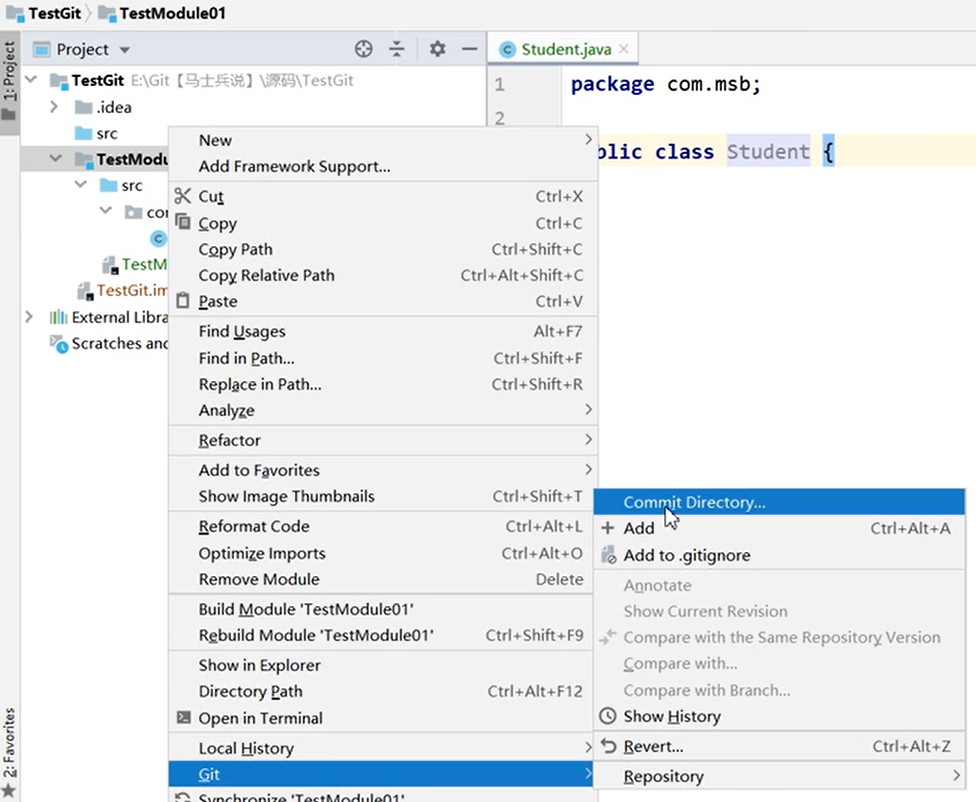 TestGit TestModule01
1: Project
Project
Student.java
TestGit E:\Git【马士兵说】\源码\TestGit
.idea
src
TestModu
src
co
TestM
TestGit.im
External Libra
Scratches and
1
package com.msb;
2
blic class Student {
New
Add Framework Support...
Cut Ctrl+X
Copy Ctrl+C
Copy Path Ctrl+Shift+C
Copy Relative Path Ctrl+Alt+Shift+C
Paste Ctrl+V
Find Usages Alt+F7
Find in Path... Ctrl+Shift+F
Replace in Path... Ctrl+Shift+R
Analyze
Refactor
Add to Favorites
Show Image Thumbnails Ctrl+Shift+T
Reformat Code Ctrl+Alt+L
Optimize Imports Ctrl+Alt+O
Remove Module Delete
Build Module 'TestModule01'
Rebuild Module 'TestModule01' Ctrl+Shift+F9
Show in Explorer
Directory Path Ctrl+Alt+F12
Open in Terminal
Local History
Git
Synchronize 'TestModule01'
Commit Directory...
Add Ctrl+Alt+A
Add to .gitignore
Annotate
Show Current Revision
Compare with the Same Repository Version
Compare with...
Compare with Branch...
Show History
Revert... Ctrl+Alt+Z
Repository
2: Favorites